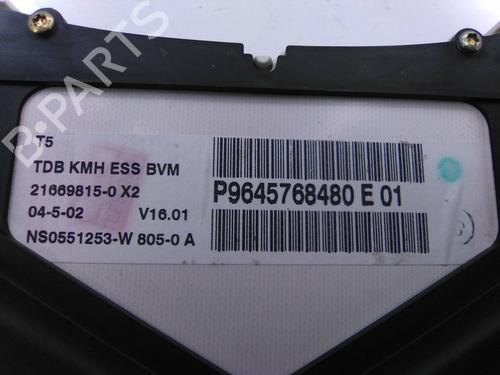 B-PARTS
T5
TDB KMH ESS BVM
21669815-0 X2
04-5-02 V16.01
NS0551253-W 805-0 A
P9645768480 E 01